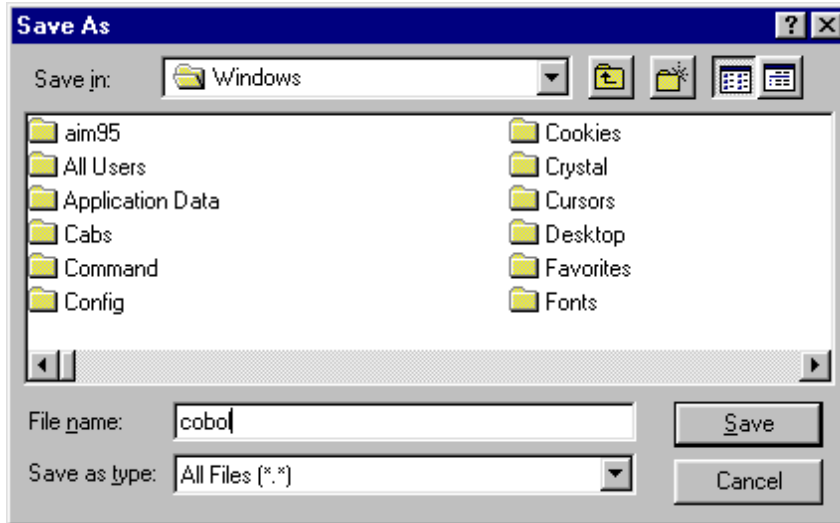 Save As
Save in: Windows
aim95 Cookies
All Users Crystal
Application Data Cursors
Cabs Desktop
Command Favorites
Config Fonts
File name: cobol Save
Save as type: All Files (*.*) Cancel